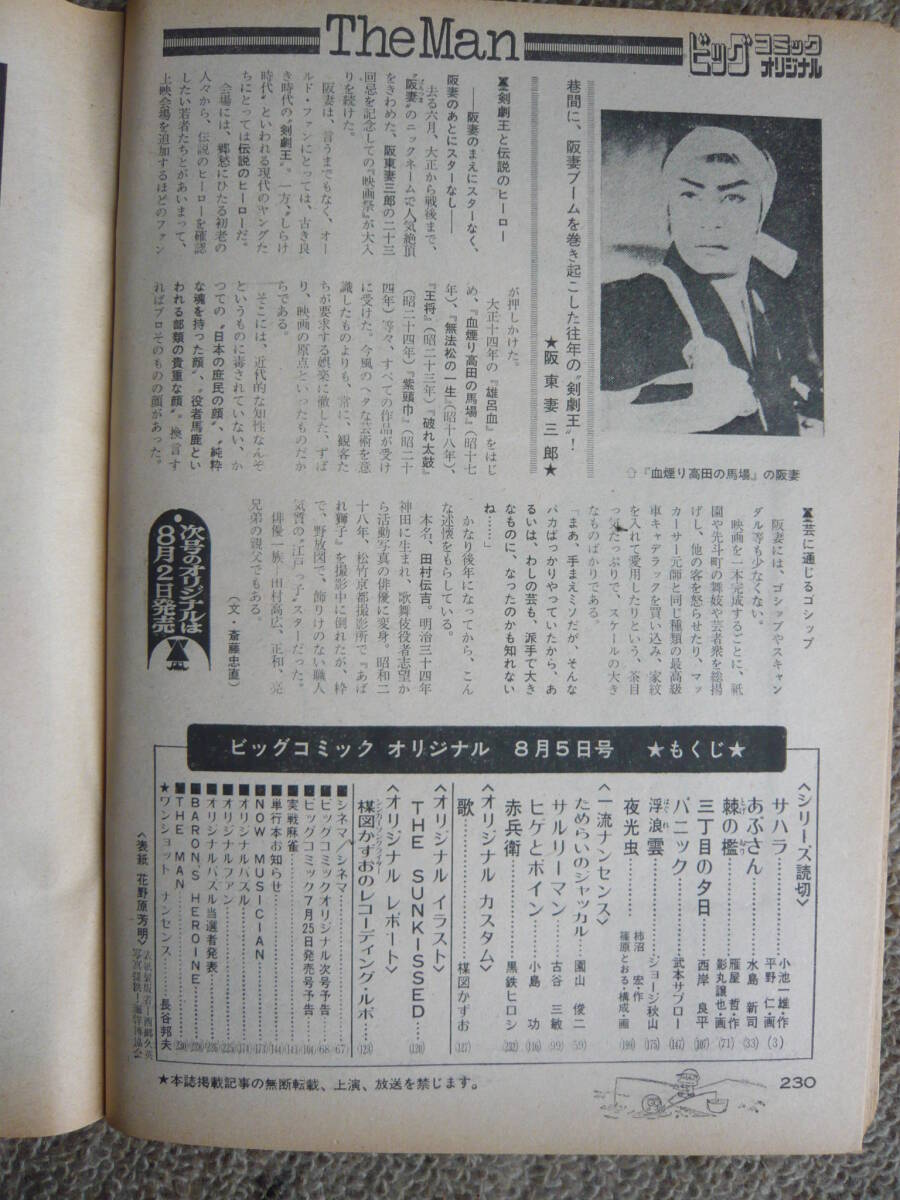 The Man
ビッグコミックオリジナル
巷間に、阪妻ブームを巻き起こした往年の〝剣劇王〟!
★阪東妻三郎★
⇧『血煙り高田の馬場』の阪妻
剣劇王と伝説のヒーロー
――阪妻のまえにスターなく、
阪妻のあとにスターなし――
去る六月、大正から戦後まで、
〝阪妻〟のニックネームで人気絶頂
をきわめた、阪東妻三郎の二十三
回忌を記念しての『映画祭』が大入
りを続けた。
阪妻は、言うまでもなく、オー
ルド・ファンにとっては、古き良
き時代の〝剣劇王〟。一方、〝しらけ
時代〟といわれる現代のヤングた
ちにとっては伝説のヒーローだ。
会場には、郷愁にひたる初老の
人々から、伝説のヒーローを確認
したい若者たちとがあいまって、
上映会場を追加するほどのファン
が押しかけた。
大正十四年の『雄呂血』をはじ
め、『血煙り高田の馬場』(昭十七
年)、『無法松の一生』(昭十八年)、
『王将』(昭二十三年)『破れ太鼓』
(昭二十四年)『紫頭巾』(昭二十
四年)等々、すべての作品が受け
に受けた。今風のヘタな芸術を意
識したものよりも、常に、観客た
ちが要求する娯楽に徹した、ずば
り、映画の原点といったものだか
らである。
そこには、近代的な知性なんぞ
というものに毒されていない、か
つての〝日本の庶民の顔〟、〝純粋
な魂を持った顔〟、〝役者馬鹿とい
われる部類の貴重な顔〟。換言す
ればプロそのものの顔があった。
芸に通じるゴシップ
阪妻には、ゴシップやスキャン
ダル等も少なくない。
映画を一本完成するごとに、祇
園や先斗町の舞妓や芸者衆を総揚
げし、他の客を怒らせたり、マッ
カーサー元帥と同じ種類の最高級
車キャデラックを買い込み、家紋
を入れて愛用したりという、茶目
っ気たっぷりで、スケールの大き
なものばかりである。
「まあ、手まえミソだが、そんな
バカばっかりやっていたから、あ
るいは、わしの芸も、派手で大き
なものに、なったのかも知れない
ね……」
かなり後年になってから、こん
な述懐をもらしている。
本名、田村伝吉。明治三十四年
神田に生まれ、歌舞伎役者志望か
ら活動写真の俳優に変身。昭和二
十八年、松竹京都撮影所で『あば
れ獅子』を撮影中に倒れたが、粋
で、野放図で、飾りけのない職人
気質の〝江戸っ子〟スターだった。
俳優一族、田村高広、正和、亮
兄弟の親父でもある。
(文・斎藤忠直)
次号のオリジナルは
8月2日発売
ビッグコミック オリジナル 8月5日号 ★もくじ★
〈シリーズ読切〉
サハラ……小池一雄・作 平野 仁・画(3)
あぶさん……水島新司(33)
棘の檻……雁屋 哲・作 影丸譲也・画(71)
三丁目の夕日……西岸良平(107)
パニック……武本サブロー(147)
浮浪雲……ジョージ秋山(175)
夜光虫……柿沼 宏・作 篠原とおる・構成・画(199)
〈一流ナンセンス〉
ためらいのジャッカル…園山俊二(59)
サルリーマン……古谷三敏(99)
ヒゲとボイン……小島 功(116)
赤兵衛……黒鉄ヒロシ(232)
〈オリジナル カスタム〉
歌……楳図かずお(127)
〈オリジナル イラスト〉
THE SUNKISSED……(120)
〈オリジナル レポート〉
シンガーソングライター
楳図かずおのレコーディング・ルポ…(123)
■シネマ/シネマ……(67)
■ビッグコミックオリジナル次号予告……(68)
■ビッグコミック7月25日発売号予告……(104)
■実戦麻雀……(143)
■単行本お知らせ……(144)
■NOW MUSICIAN……(173)
■オリジナルパズル……(174)
■オリジナルファン……(225)
■オリジナルパズル当選者発表……(226)
■BARON'S HEROINE……(228)
■THE MAN……(230)
★ワンショット ナンセンス……長谷邦夫
〈表紙 花野原芳明〉
★本誌掲載記事の無断転載、上演、放送を禁じます。
230